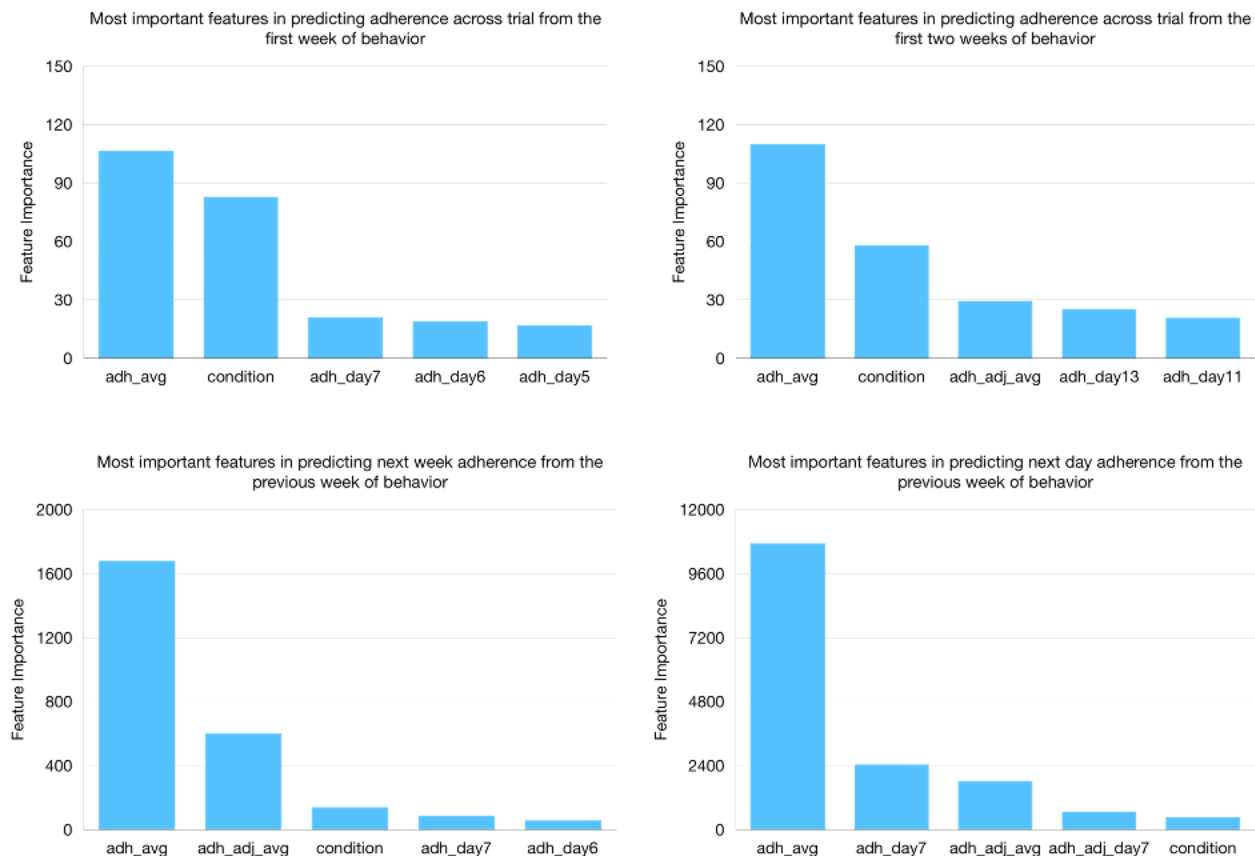 Most important features in predicting adherence across trial from the
first week of behavior
150
120
90
60
30
0
Feature Importance
adh_avg condition adh_day7 adh_day6 adh_day5
Most important features in predicting adherence across trial from the
first two weeks of behavior
150
120
90
60
30
0
Feature Importance
adh_avg condition adh_adj_avg adh_day13 adh_day11
Most important features in predicting next week adherence from the
previous week of behavior
2000
1600
1200
800
400
0
Feature Importance
adh_avg adh_adj_avg condition adh_day7 adh_day6
Most important features in predicting next day adherence from the
previous week of behavior
12000
9600
7200
4800
2400
0
Feature Importance
adh_avg adh_day7 adh_adj_avg adh_adj_day7 condition